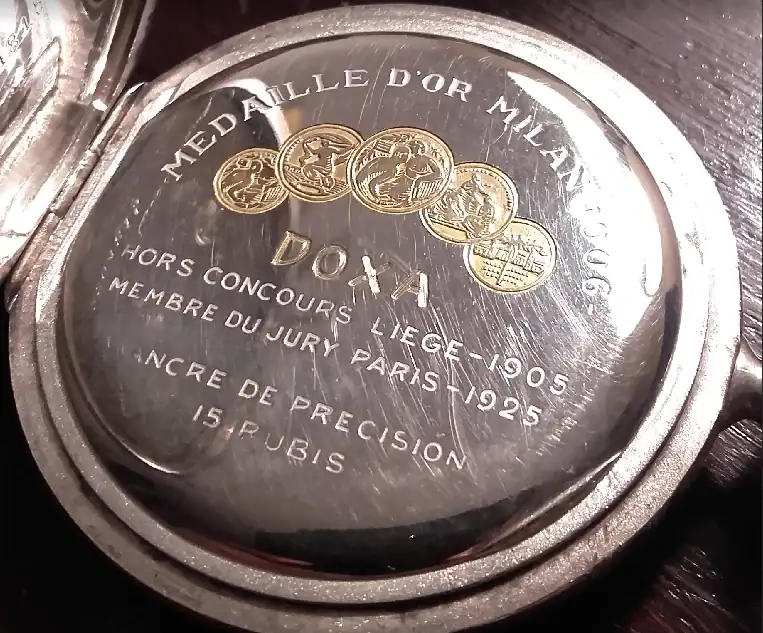 MEDAILLE D'OR MILAN 1906-
DOXA
HORS CONCOURS LIEGE-1905
MEMBRE DU JURY PARIS-1925
ANCRE DE PRECISION
15 RUBIS